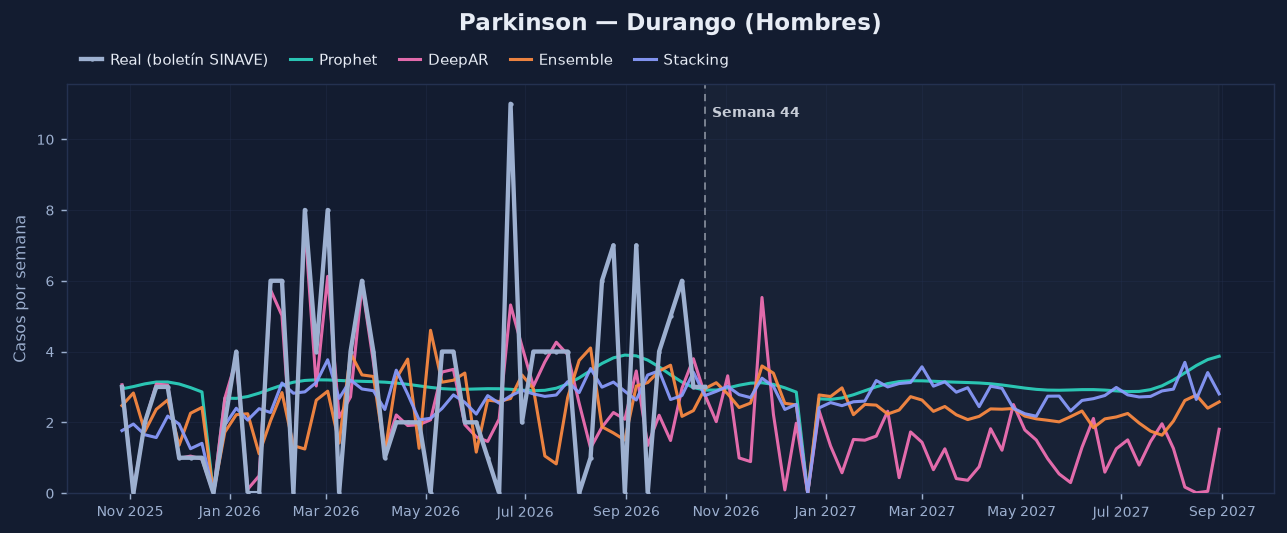 Parkinson — Durango (Hombres)
Real (boletín SINAVE) Prophet DeepAR Ensemble Stacking
Semana 44
Casos por semana
10
8
6
4
2
0
Nov 2025 Jan 2026 Mar 2026 May 2026 Jul 2026 Sep 2026 Nov 2026 Jan 2027 Mar 2027 May 2027 Jul 2027 Sep 2027